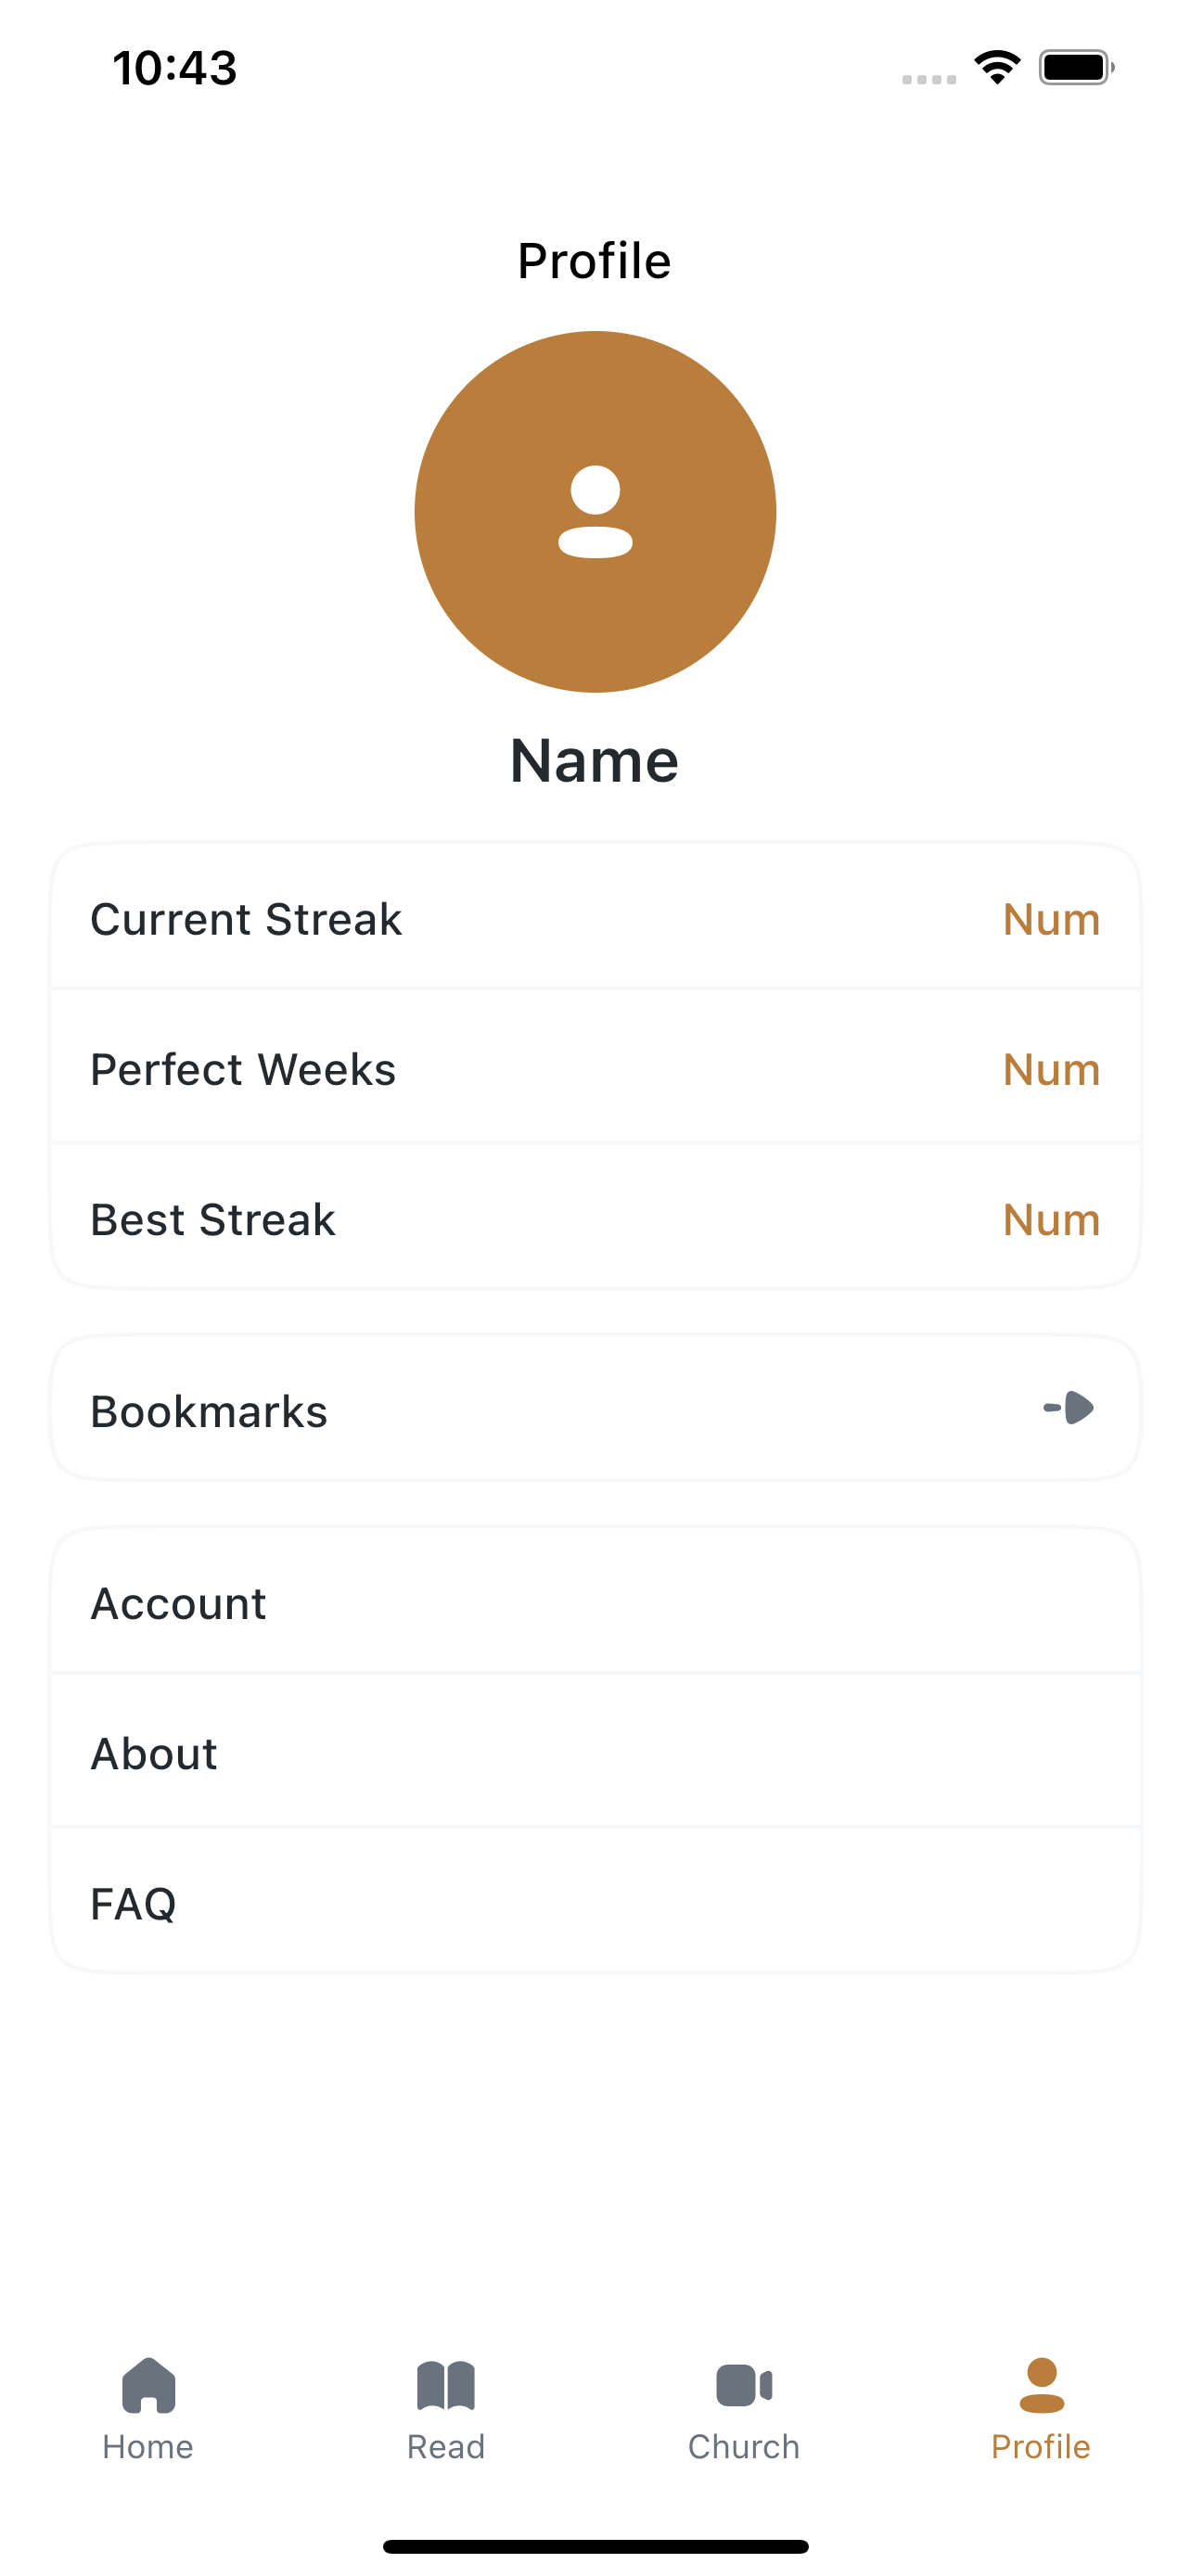 10:43
Profile
Name
Current Streak Num
Perfect Weeks Num
Best Streak Num
Bookmarks
Account
About
FAQ
Home Read Church Profile